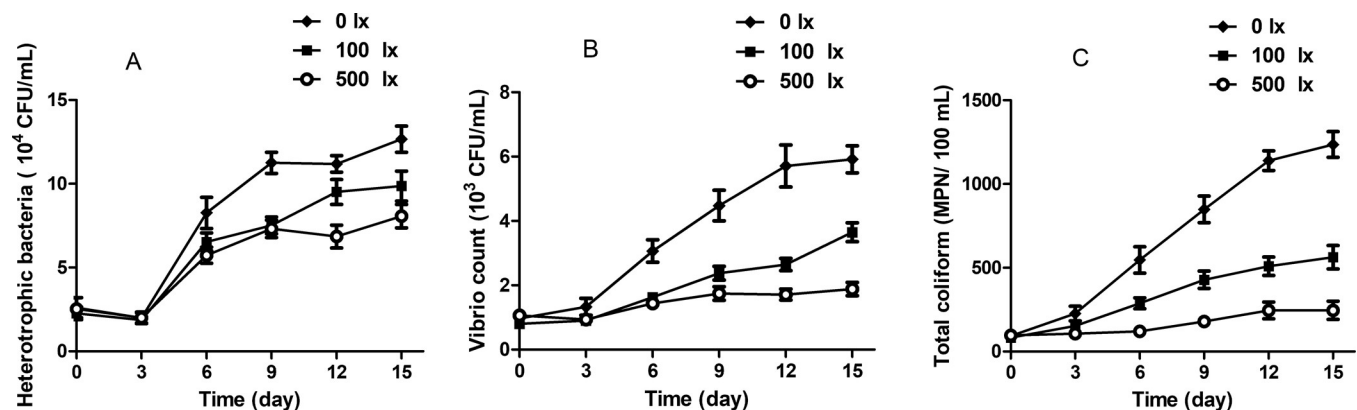 A
0 lx
100 lx
500 lx
Heterotrophic bacteria ( 10⁴ CFU/mL)
15
10
5
0
0 3 6 9 12 15
Time (day)
B
0 lx
100 lx
500 lx
Vibrio count (10³ CFU/mL)
8
6
4
2
0
0 3 6 9 12 15
Time (day)
C
0 lx
100 lx
500 lx
Total coliform (MPN/ 100 mL)
1500
1000
500
0
0 3 6 9 12 15
Time (day)